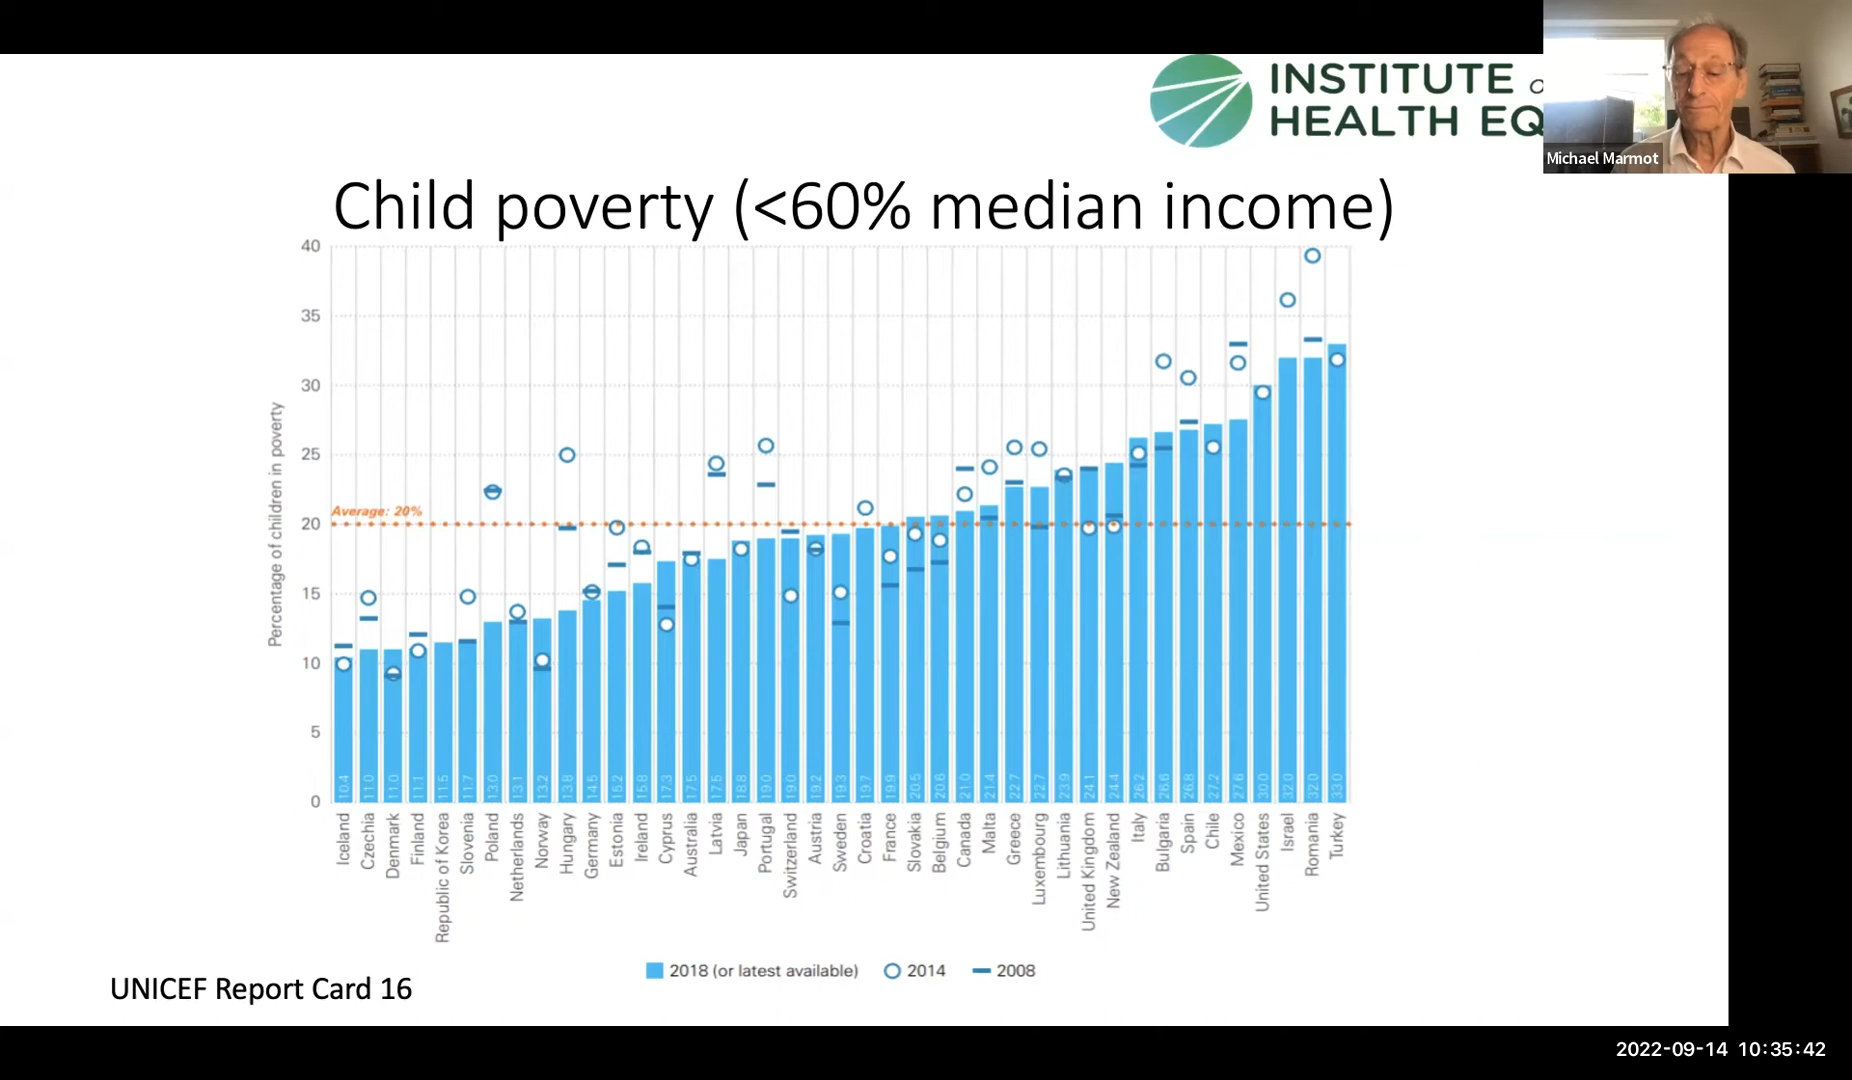 INSTITUTE o
HEALTH EQ
Michael Marmot
Child poverty (<60% median income)
40
35
30
25
20
15
10
5
0
Percentage of children in poverty
Average: 20%
10.4 11.0 11.0 11.1 11.5 11.7 13.0 13.1 13.2 13.8 14.5 15.2 15.8 17.3 17.5 17.5 18.8 19.0 19.0 19.2 19.3 19.7 19.9 20.5 20.6 21.0 21.4 22.7 22.7 23.9 24.1 24.4 26.2 26.6 26.8 27.2 27.6 30.0 32.0 32.0 33.0
Iceland
Czechia
Denmark
Finland
Republic of Korea
Slovenia
Poland
Netherlands
Norway
Hungary
Germany
Estonia
Ireland
Cyprus
Australia
Latvia
Japan
Portugal
Switzerland
Austria
Sweden
Croatia
France
Slovakia
Belgium
Canada
Malta
Greece
Luxembourg
Lithuania
United Kingdom
New Zealand
Italy
Bulgaria
Spain
Chile
Mexico
United States
Israel
Romania
Turkey
2018 (or latest available) 2014 2008
UNICEF Report Card 16
2022-09-14 10:35:42